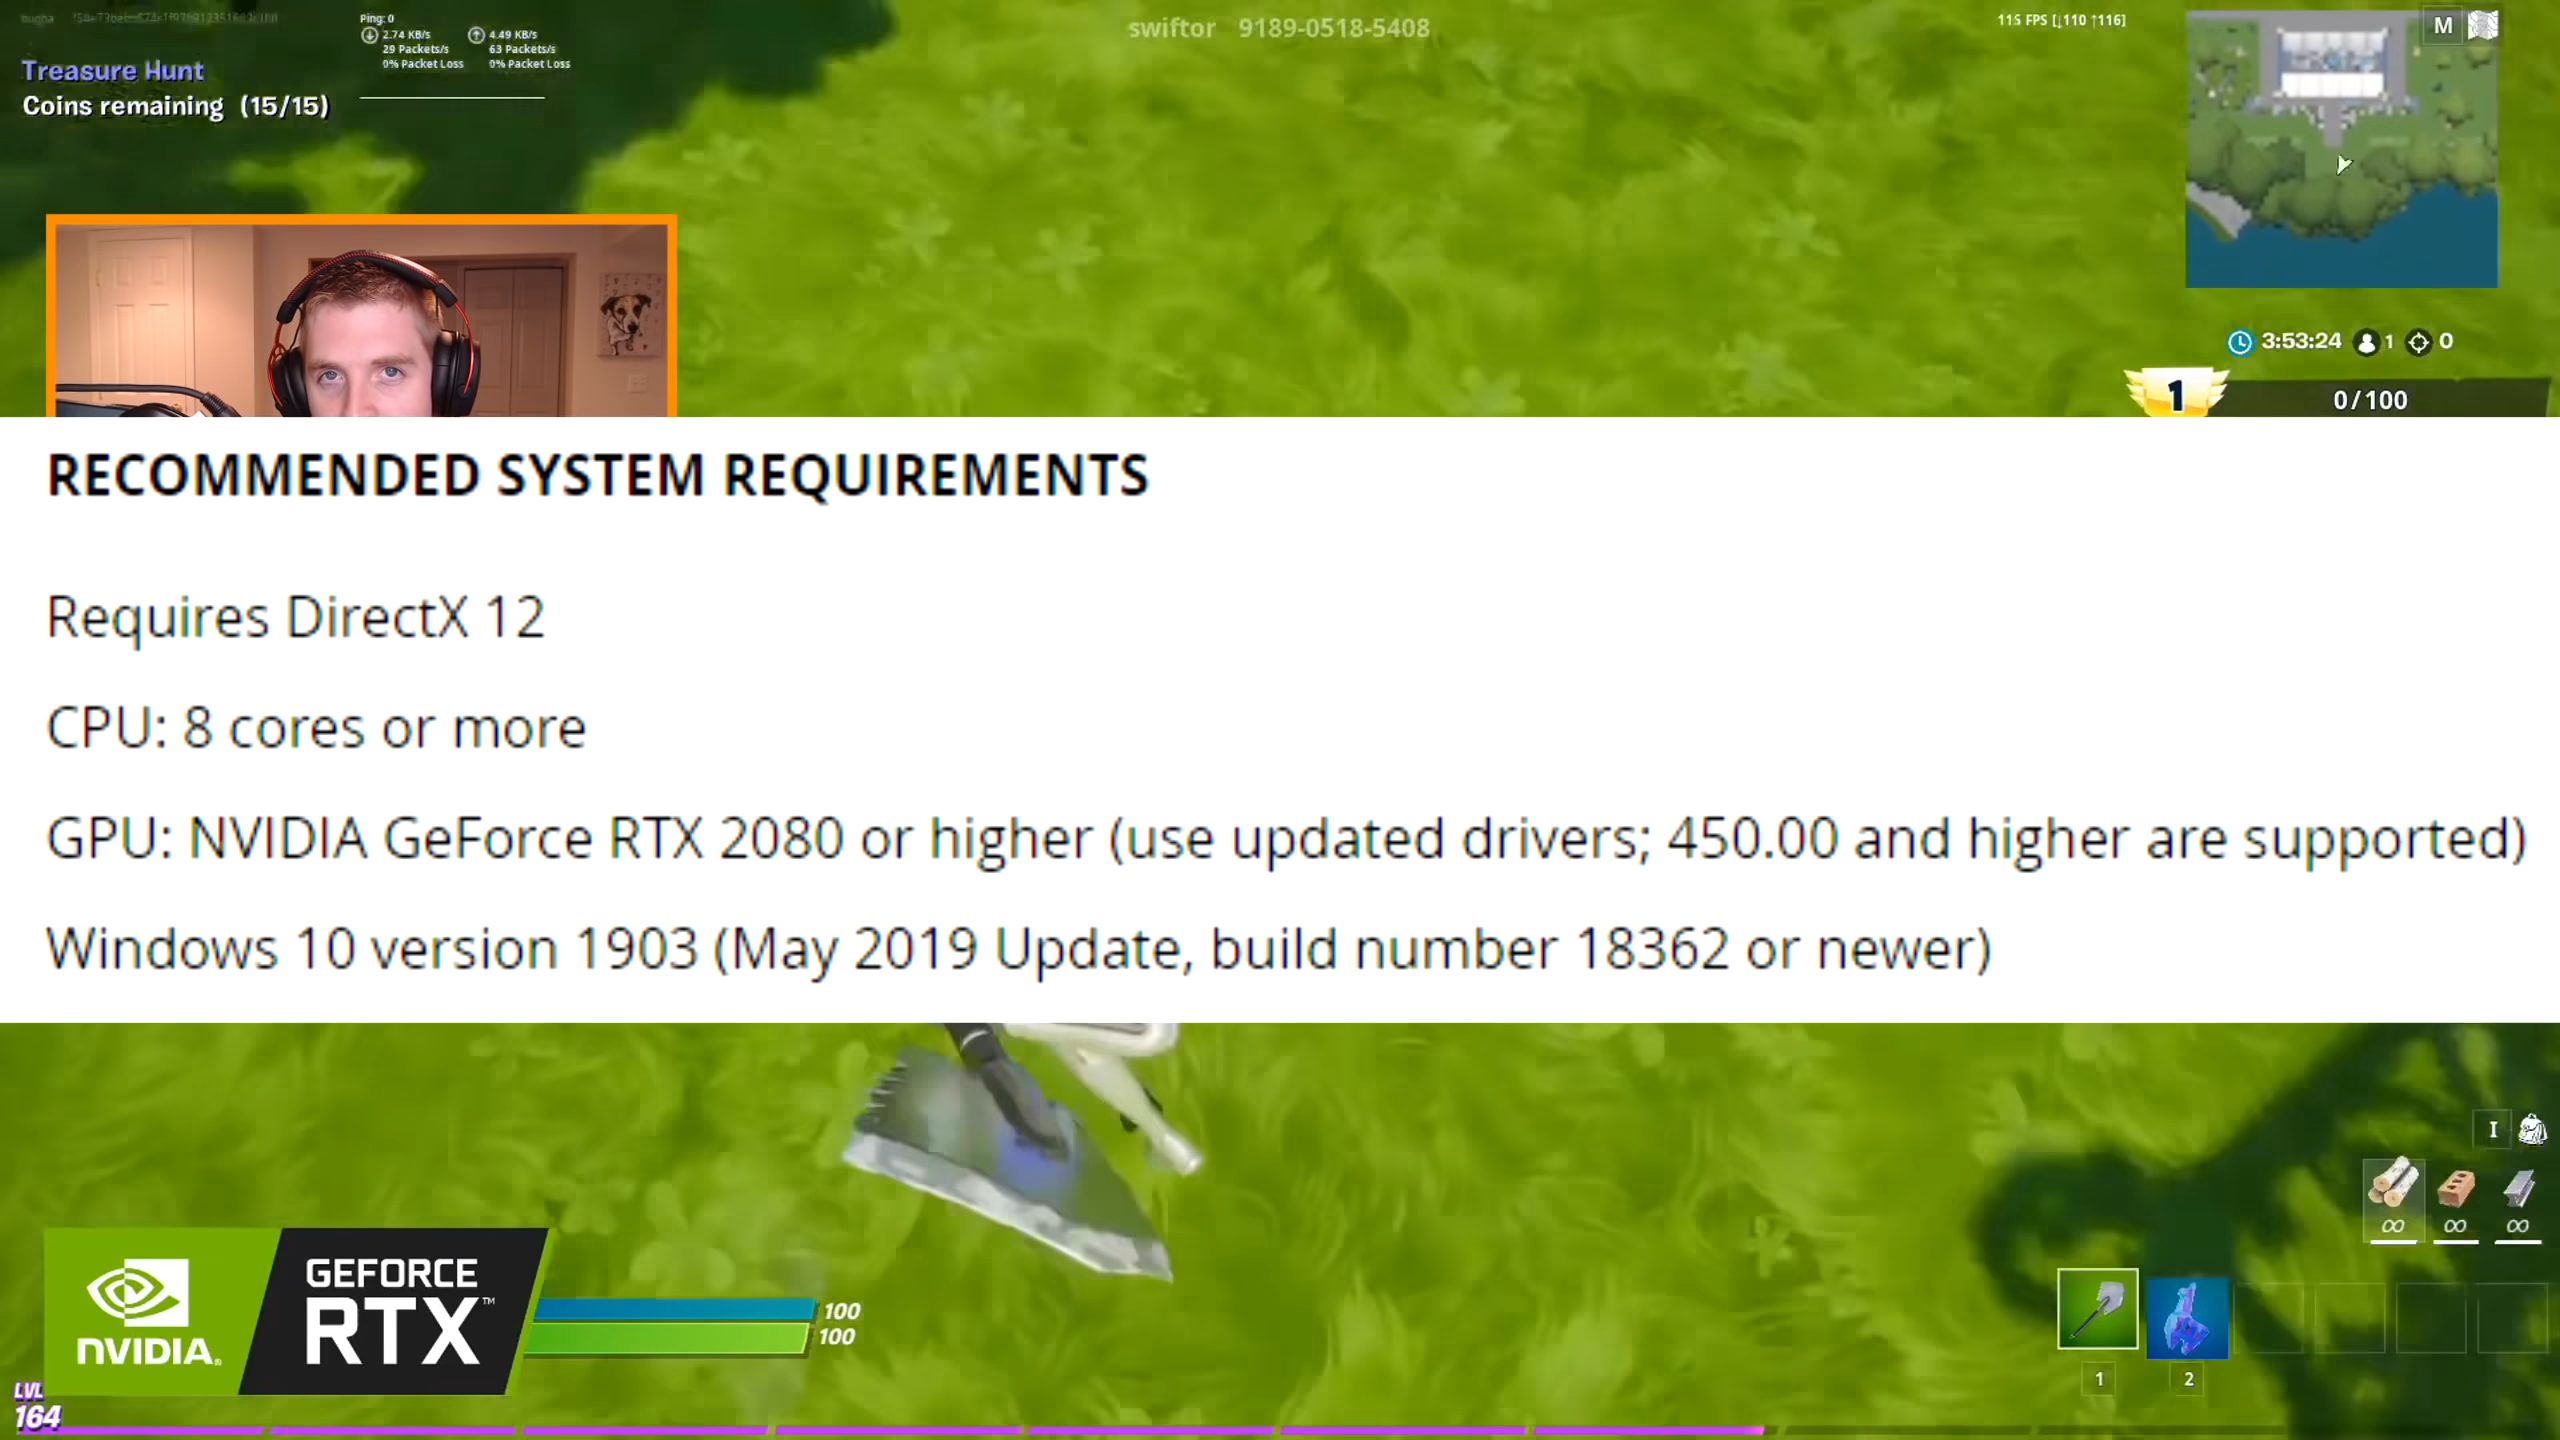 Ping: 0
2.74 KB/s 4.49 KB/s
29 Packets/s 63 Packets/s
0% Packet Loss 0% Packet Loss
swiftor 9189-0518-5408
115 FPS [↓110 ↑116]
M
Treasure Hunt
Coins remaining (15/15)
3:53:24 1 0
1 0/100
RECOMMENDED SYSTEM REQUIREMENTS
Requires DirectX 12
CPU: 8 cores or more
GPU: NVIDIA GeForce RTX 2080 or higher (use updated drivers; 450.00 and higher are supported)
Windows 10 version 1903 (May 2019 Update, build number 18362 or newer)
I
∞ ∞ ∞
NVIDIA®
GEFORCE
RTX™
100
100
1 2
LVL
164